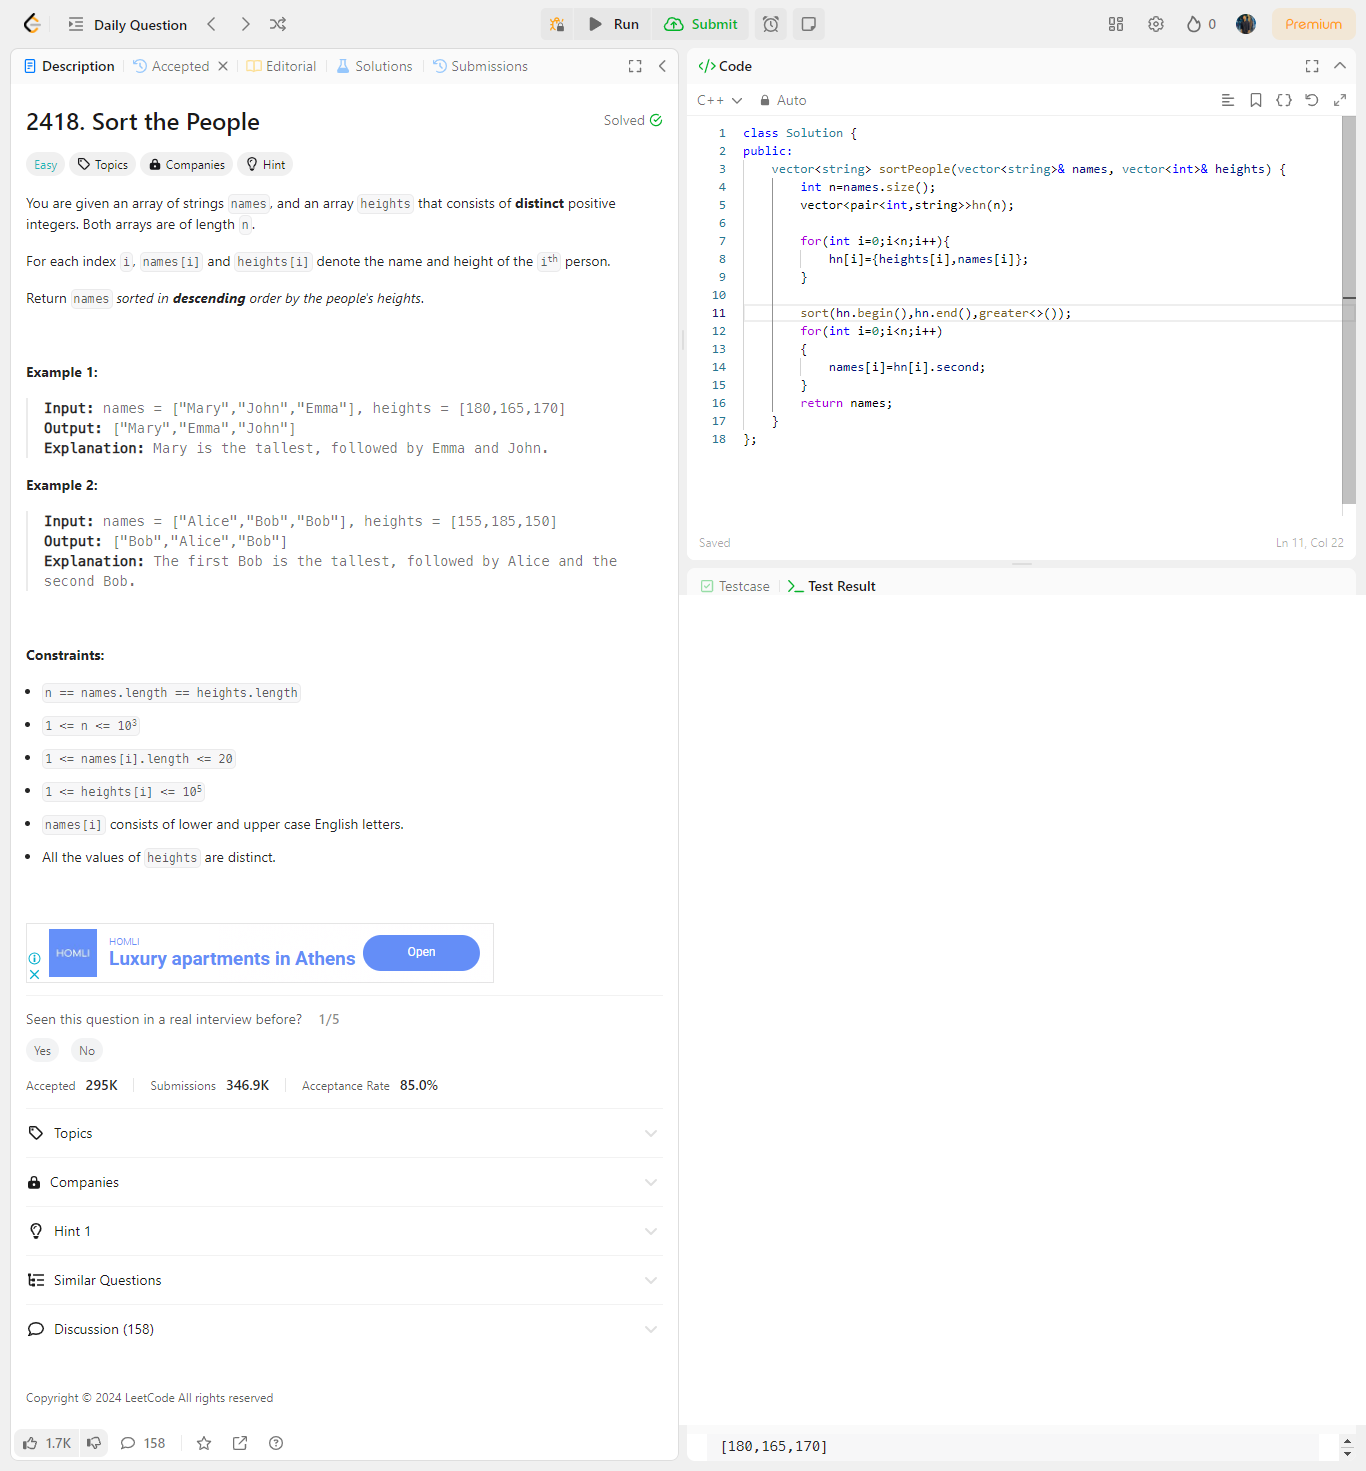 Daily Question
Run
Submit
0
Premium
Description
Accepted
Editorial
Solutions
Submissions
2418. Sort the People
Solved
Easy
Topics
Companies
Hint
You are given an array of strings names, and an array heights that consists of distinct positive
integers. Both arrays are of length n.
For each index i, names[i] and heights[i] denote the name and height of the iᵗʰ person.
Return names sorted in descending order by the people's heights.
Example 1:
Input: names = ["Mary","John","Emma"], heights = [180,165,170]
Output: ["Mary","Emma","John"]
Explanation: Mary is the tallest, followed by Emma and John.
Example 2:
Input: names = ["Alice","Bob","Bob"], heights = [155,185,150]
Output: ["Bob","Alice","Bob"]
Explanation: The first Bob is the tallest, followed by Alice and the
second Bob.
Constraints:
n == names.length == heights.length
1 <= n <= 10³
1 <= names[i].length <= 20
1 <= heights[i] <= 10⁵
names[i] consists of lower and upper case English letters.
All the values of heights are distinct.
HOMLI
HOMLI
Luxury apartments in Athens
Open
Seen this question in a real interview before? 1/5
Yes
No
Accepted 295K
Submissions 346.9K
Acceptance Rate 85.0%
Topics
Companies
Hint 1
Similar Questions
Discussion (158)
Copyright © 2024 LeetCode All rights reserved
1.7K
158
Code
C++
Auto
1 class Solution {
2 public:
3 vector<string> sortPeople(vector<string>& names, vector<int>& heights) {
4 int n=names.size();
5 vector<pair<int,string>>hn(n);
6
7 for(int i=0;i<n;i++){
8 hn[i]={heights[i],names[i]};
9 }
10
11 sort(hn.begin(),hn.end(),greater<>());
12 for(int i=0;i<n;i++)
13 {
14 names[i]=hn[i].second;
15 }
16 return names;
17 }
18 };
Saved
Ln 11, Col 22
Testcase
Test Result
[180,165,170]